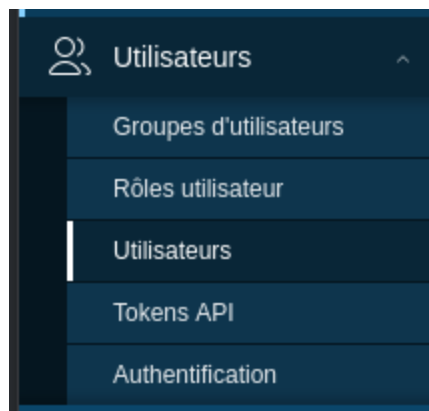 Utilisateurs
Groupes d'utilisateurs
Rôles utilisateur
Utilisateurs
Tokens API
Authentification